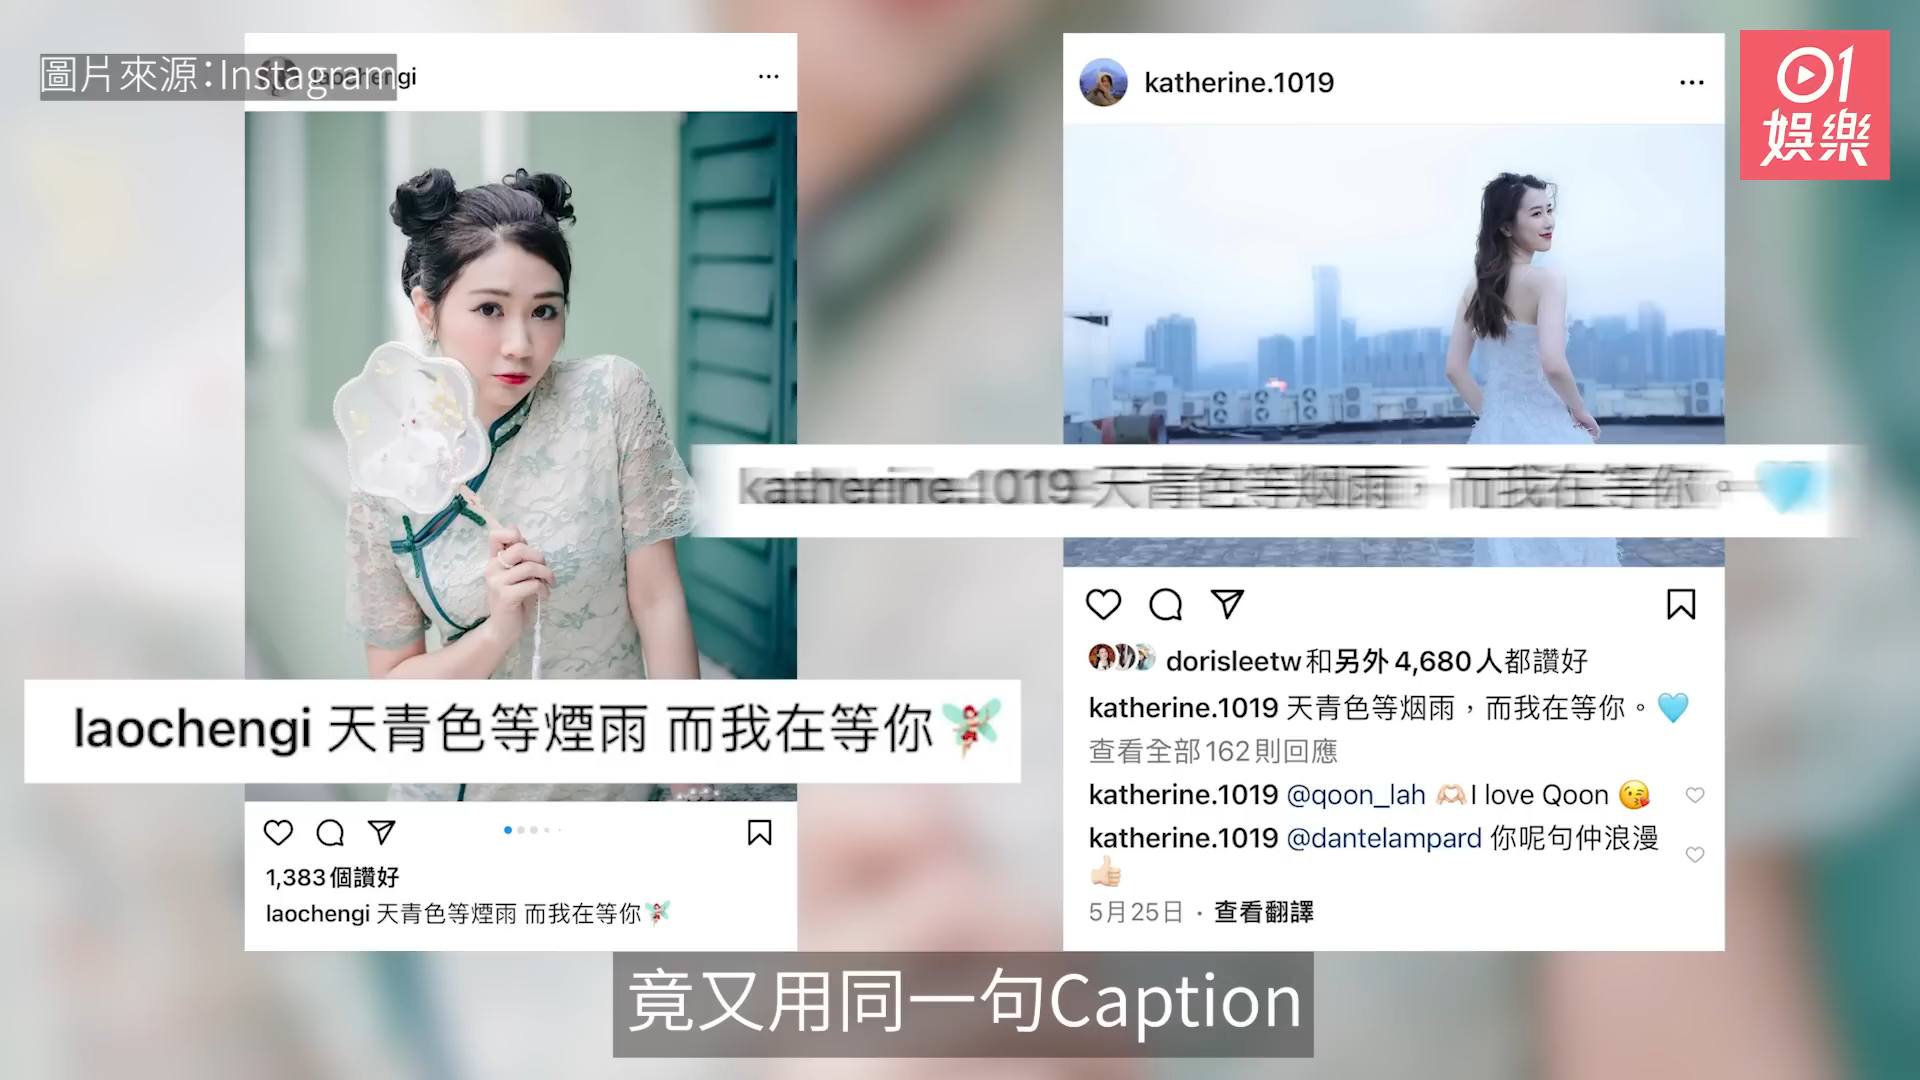 圖片來源：Instagram
laochengi
katherine.1019
01
娛樂
katherine.1019 天青色等烟雨，而我在等你。🩵
laochengi 天青色等煙雨 而我在等你🧚
1,383個讚好
laochengi 天青色等煙雨 而我在等你🧚
dorisleetw和另外4,680人都讚好
katherine.1019 天青色等烟雨，而我在等你。🩵
查看全部162則回應
katherine.1019 @qoon_lah 🫶🏻I love Qoon 😘
katherine.1019 @dantelampard 你呢句仲浪漫
👍🏻
5月25日 · 查看翻譯
竟又用同一句Caption